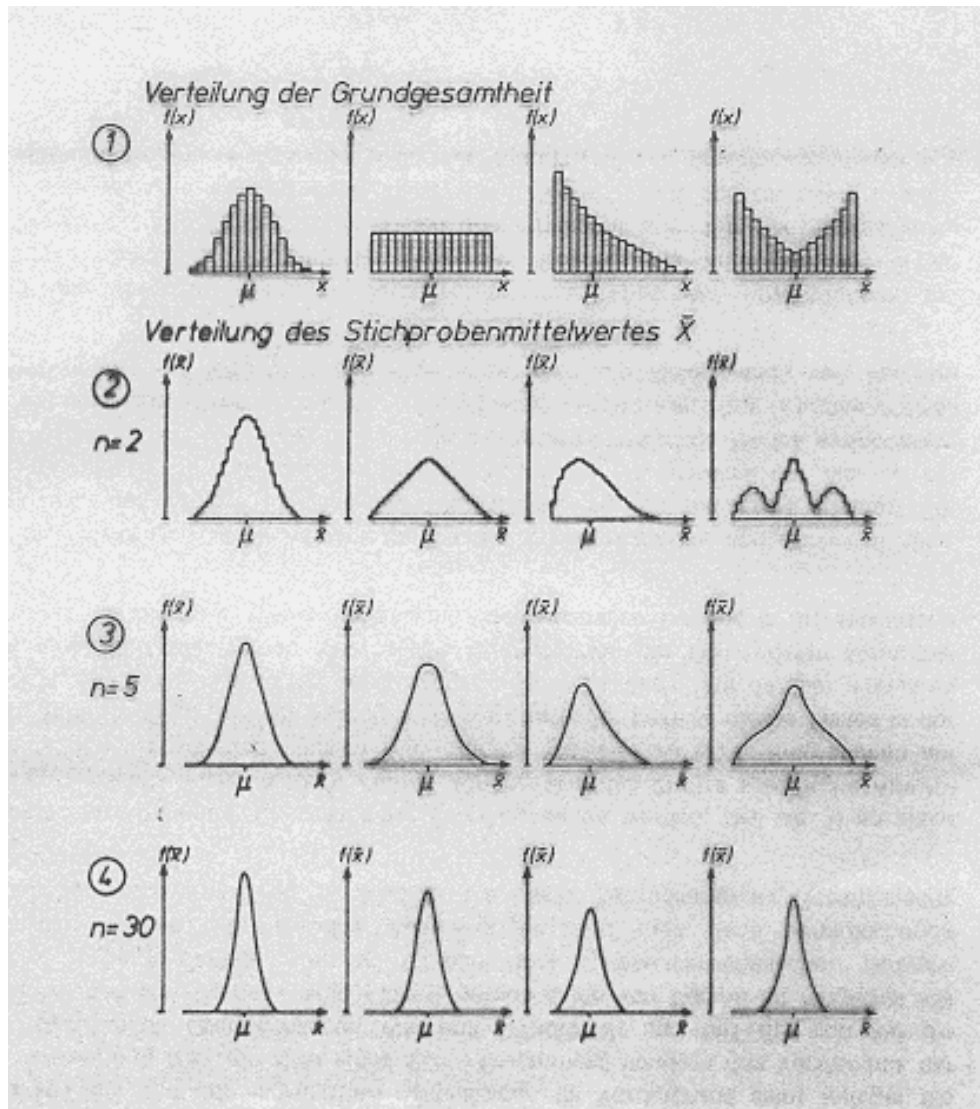 Verteilung der Grundgesamtheit
① f(x) f(x) f(x) f(x)
μ x μ x μ x μ x
Verteilung des Stichprobenmittelwertes X̄
② f(x̄) f(x̄) f(x̄) f(x̄)
n=2
μ x̄ μ x̄ μ x̄ μ x̄
③ f(x̄) f(x̄) f(x̄) f(x̄)
n=5
μ x̄ μ x̄ μ x̄ μ x̄
④ f(x̄) f(x̄) f(x̄) f(x̄)
n=30
μ x̄ μ x̄ μ x̄ μ x̄